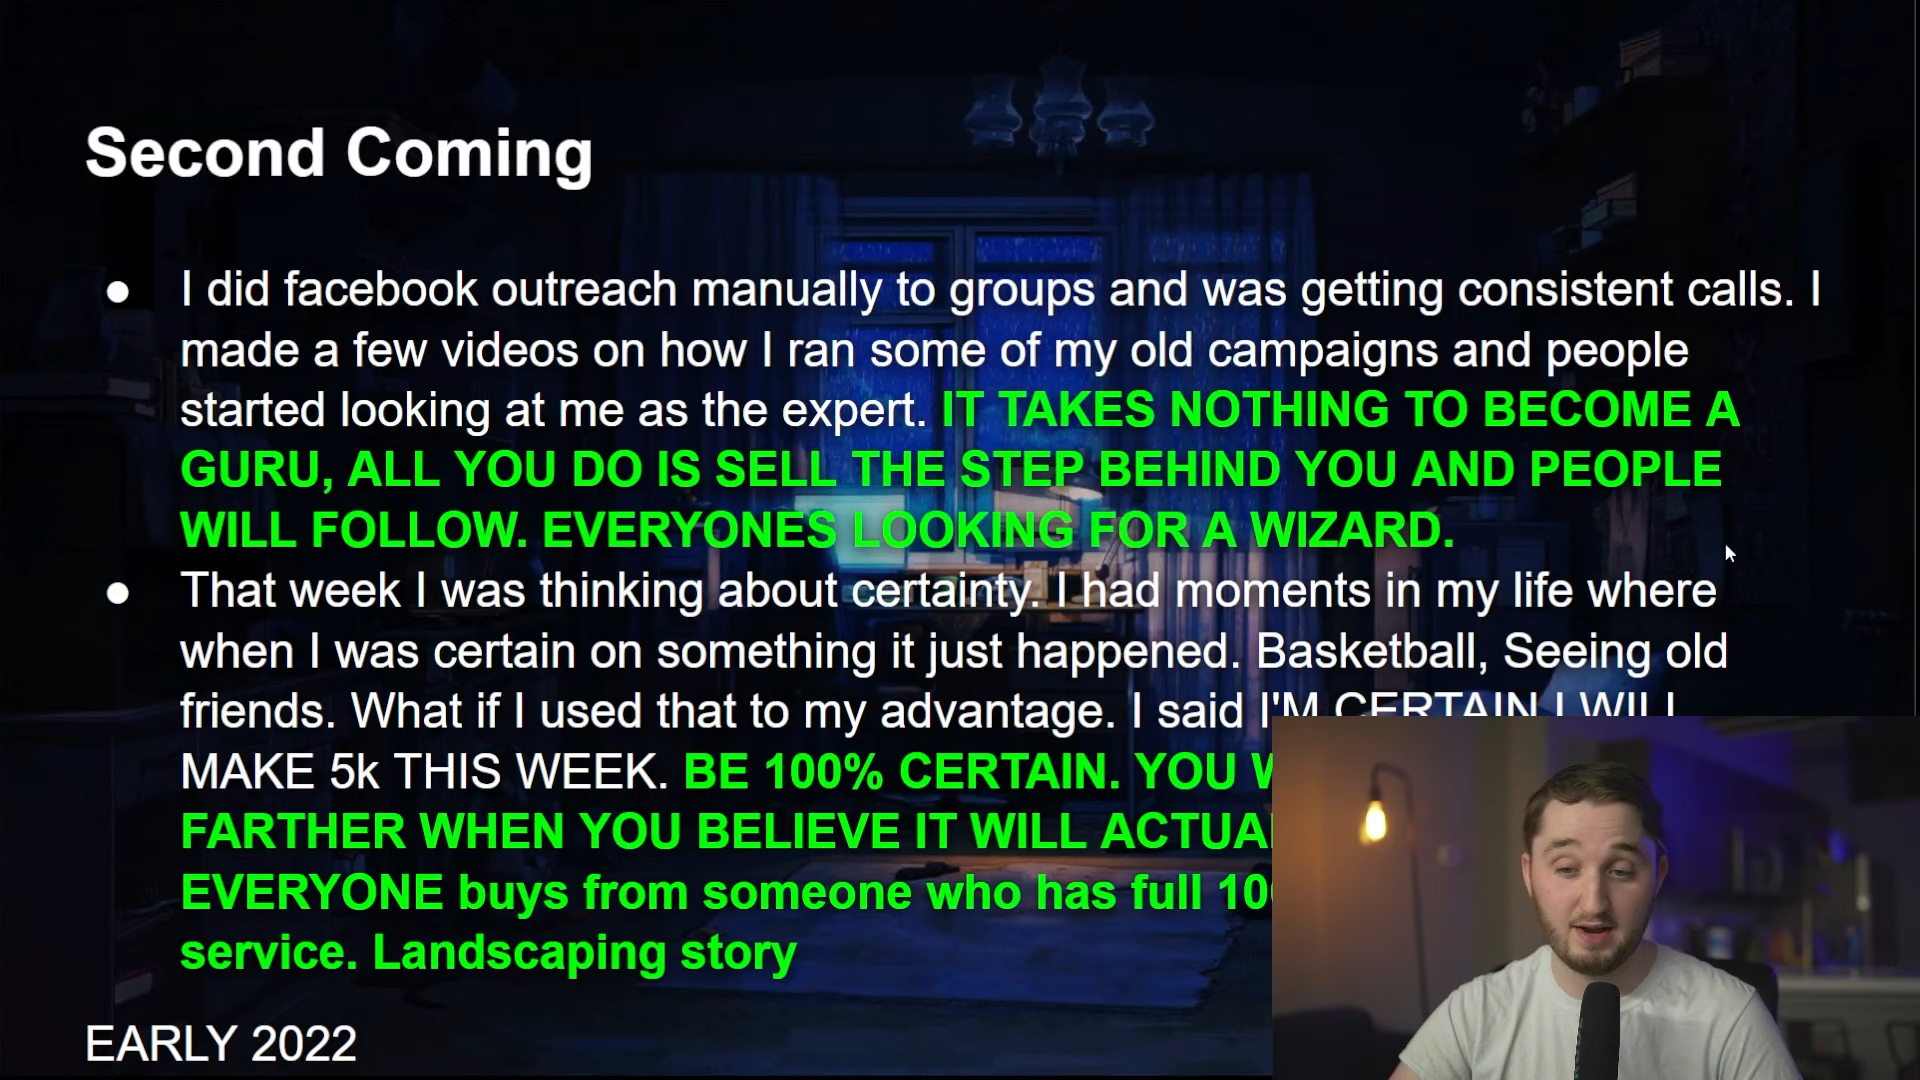 Second Coming
● I did facebook outreach manually to groups and was getting consistent calls. I
made a few videos on how I ran some of my old campaigns and people
started looking at me as the expert. IT TAKES NOTHING TO BECOME A
GURU, ALL YOU DO IS SELL THE STEP BEHIND YOU AND PEOPLE
WILL FOLLOW. EVERYONES LOOKING FOR A WIZARD.
● That week I was thinking about certainty. I had moments in my life where
when I was certain on something it just happened. Basketball, Seeing old
friends. What if I used that to my advantage. I said I'M CERTAIN I WILL
MAKE 5k THIS WEEK. BE 100% CERTAIN. YOU
FARTHER WHEN YOU BELIEVE IT WILL
EVERYONE buys from someone who has full
service. Landscaping story
EARLY 2022